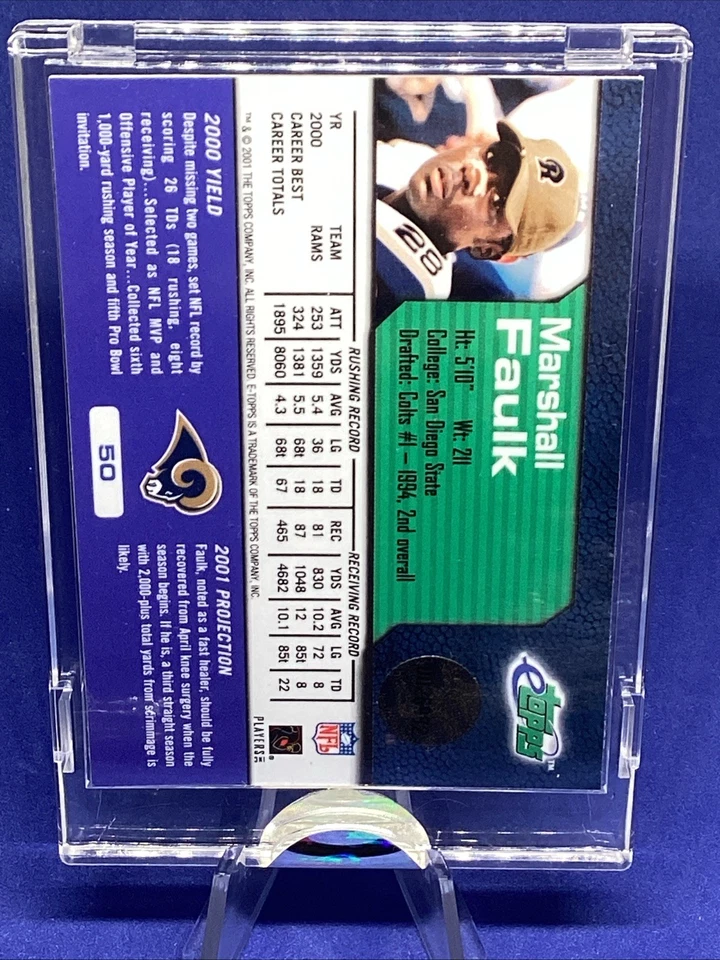 R
28
Marshall
Faulk
Ht: 5'10" Wt: 211
College: San Diego State
Drafted: Colts #1 – 1994, 2nd overall
eTOPPS™
RUSHING RECORD RECEIVING RECORD
YR TEAM ATT YDS AVG LG TD REC YDS AVG LG TD
2000 RAMS 253 1359 5.4 36 18 81 830 10.2 72 8
CAREER BEST 324 1381 5.5 68t 18 87 1048 12 85t 8
CAREER TOTALS 1895 8060 4.3 68t 67 465 4682 10.1 85t 22
™ & © 2001 THE TOPPS COMPANY, INC. ALL RIGHTS RESERVED. E-TOPPS IS A TRADEMARK OF THE TOPPS COMPANY, INC.
NFL
PLAYERS INC
2000 YIELD
Despite missing two games, set NFL record by
scoring 26 TDs (18 rushing, eight
receiving)...Selected as NFL MVP and
Offensive Player of Year...Collected sixth
1,000-yard rushing season and fifth Pro Bowl
invitation.
50
2001 PROJECTION
Faulk, noted as a fast healer, should be fully
recovered from April knee surgery when the
season begins. If he is, a third straight season
with 2,000-plus total yards from scrimmage is
likely.